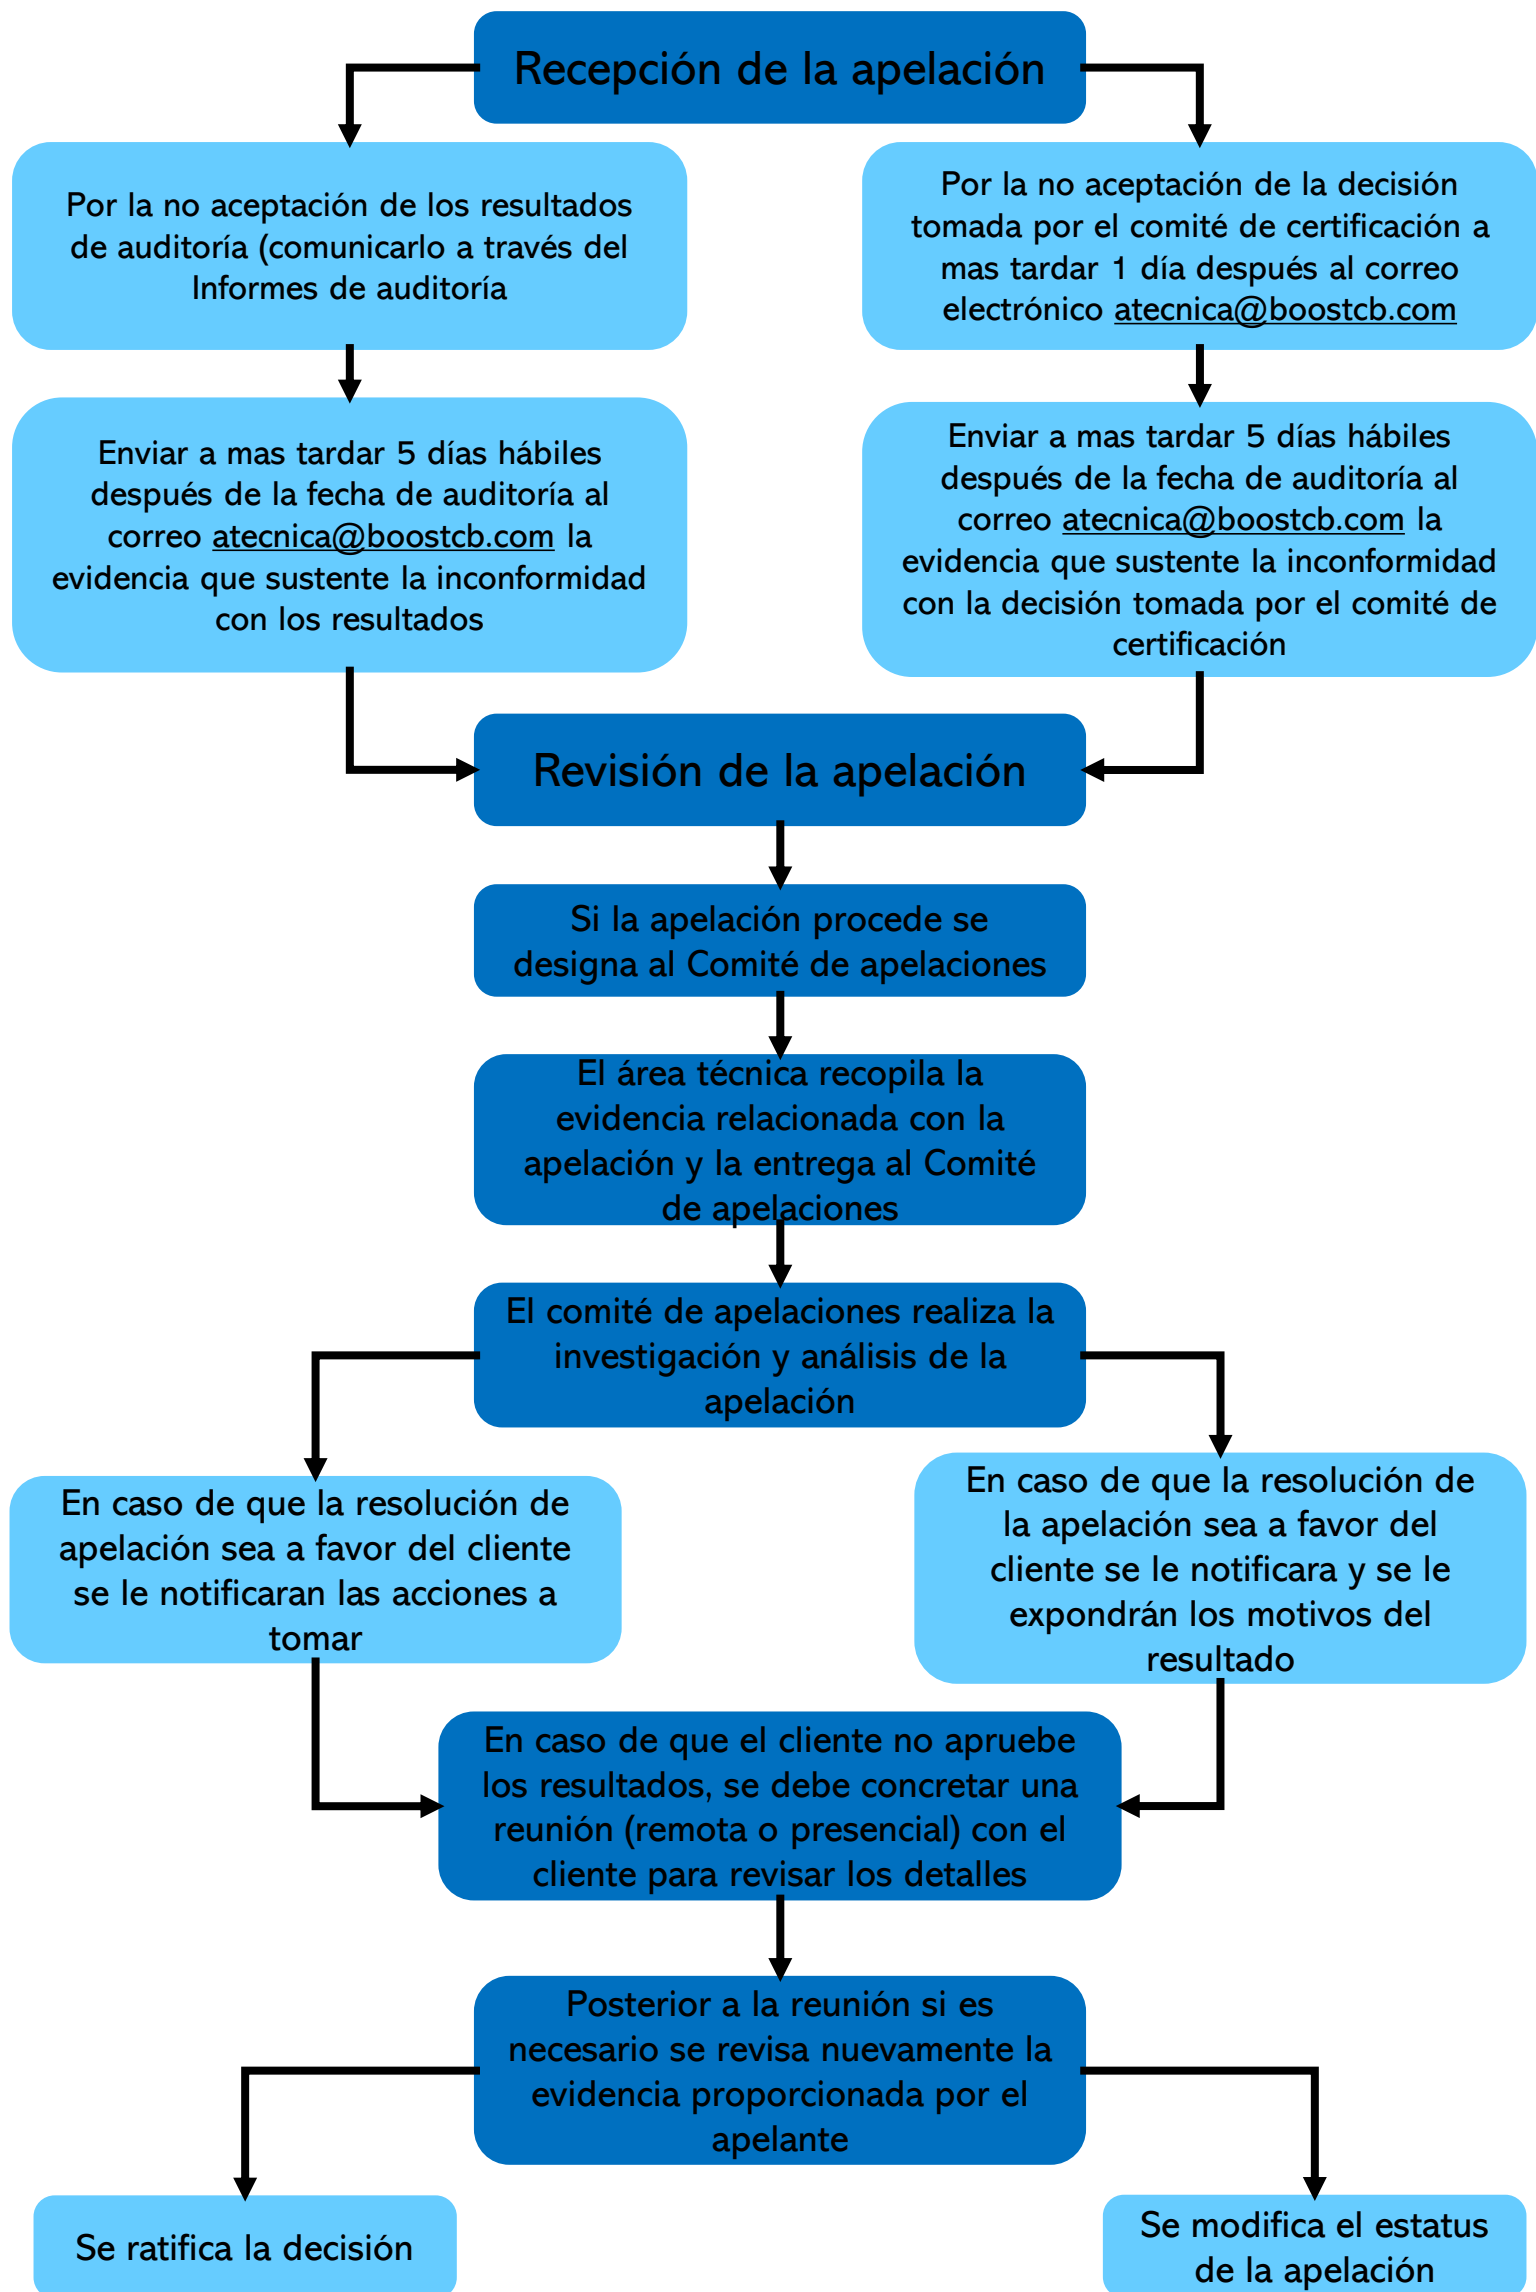 Recepción de la apelación
Por la no aceptación de los resultados
de auditoría (comunicarlo a través del
Informes de auditoría
Por la no aceptación de la decisión
tomada por el comité de certificación a
mas tardar 1 día después al correo
electrónico atecnica@boostcb.com
Enviar a mas tardar 5 días hábiles
después de la fecha de auditoría al
correo atecnica@boostcb.com la
evidencia que sustente la inconformidad
con los resultados
Enviar a mas tardar 5 días hábiles
después de la fecha de auditoría al
correo atecnica@boostcb.com la
evidencia que sustente la inconformidad
con la decisión tomada por el comité de
certificación
Revisión de la apelación
Si la apelación procede se
designa al Comité de apelaciones
El área técnica recopila la
evidencia relacionada con la
apelación y la entrega al Comité
de apelaciones
El comité de apelaciones realiza la
investigación y análisis de la
apelación
En caso de que la resolución de
apelación sea a favor del cliente
se le notificaran las acciones a
tomar
En caso de que la resolución de
la apelación sea a favor del
cliente se le notificara y se le
expondrán los motivos del
resultado
En caso de que el cliente no apruebe
los resultados, se debe concretar una
reunión (remota o presencial) con el
cliente para revisar los detalles
Posterior a la reunión si es
necesario se revisa nuevamente la
evidencia proporcionada por el
apelante
Se ratifica la decisión
Se modifica el estatus
de la apelación